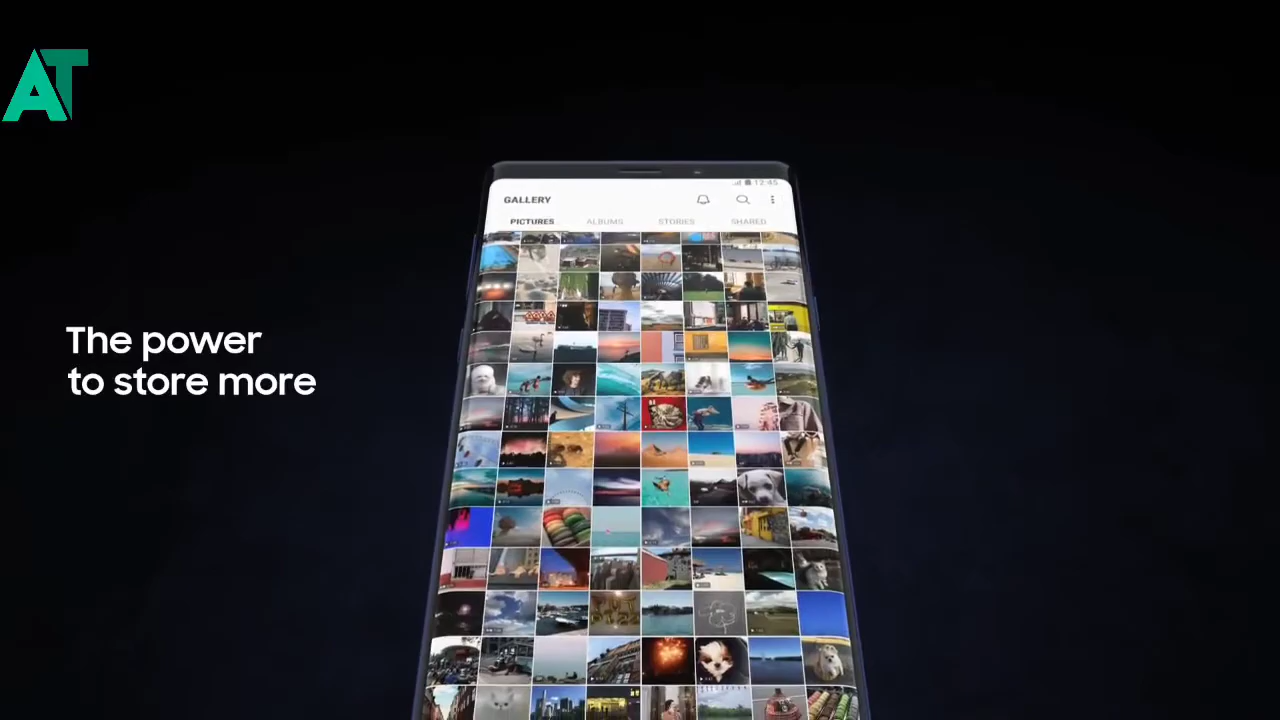 AT
12:45
GALLERY
PICTURES ALBUMS STORIES SHARED
The power
to store more